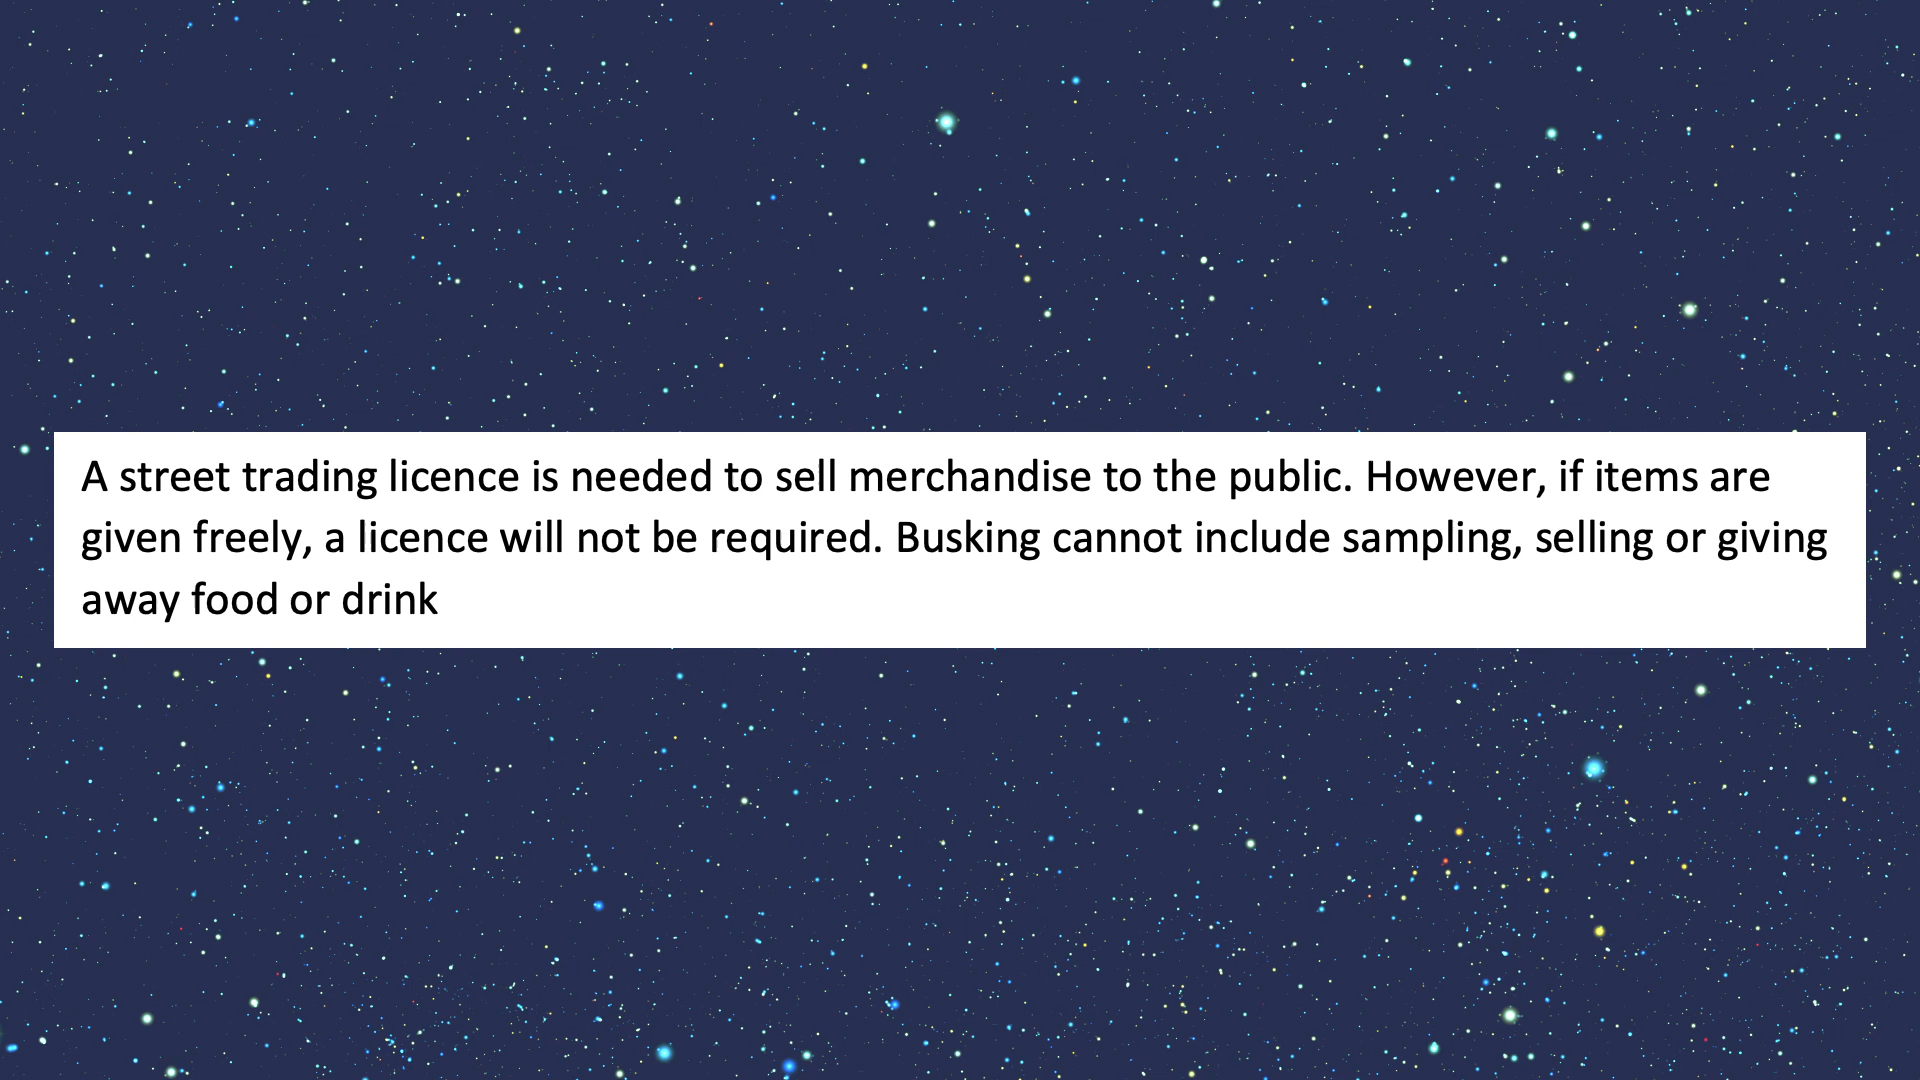 A street trading licence is needed to sell merchandise to the public. However, if items are
given freely, a licence will not be required. Busking cannot include sampling, selling or giving
away food or drink